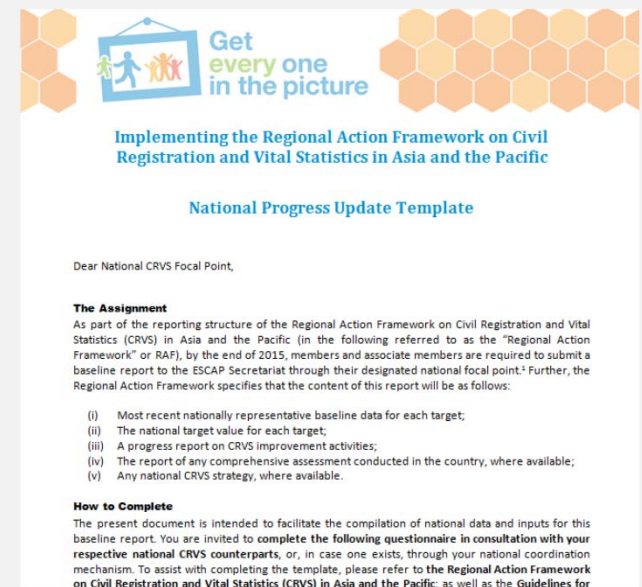 Get
every one
in the picture
Implementing the Regional Action Framework on Civil
Registration and Vital Statistics in Asia and the Pacific
National Progress Update Template
Dear National CRVS Focal Point,
The Assignment
As part of the reporting structure of the Regional Action Framework on Civil Registration and Vital
Statistics (CRVS) in Asia and the Pacific (in the following referred to as the “Regional Action
Framework” or RAF), by the end of 2015, members and associate members are required to submit a
baseline report to the ESCAP Secretariat through their designated national focal point.¹ Further, the
Regional Action Framework specifies that the content of this report will be as follows:
(i) Most recent nationally representative baseline data for each target;
(ii) The national target value for each target;
(iii) A progress report on CRVS improvement activities;
(iv) The report of any comprehensive assessment conducted in the country, where available;
(v) Any national CRVS strategy, where available.
How to Complete
The present document is intended to facilitate the compilation of national data and inputs for this
baseline report. You are invited to complete the following questionnaire in consultation with your
respective national CRVS counterparts, or, in case one exists, through your national coordination
mechanism. To assist with completing the template, please refer to the Regional Action Framework
on Civil Registration and Vital Statistics (CRVS) in Asia and the Pacific; as well as the Guidelines for